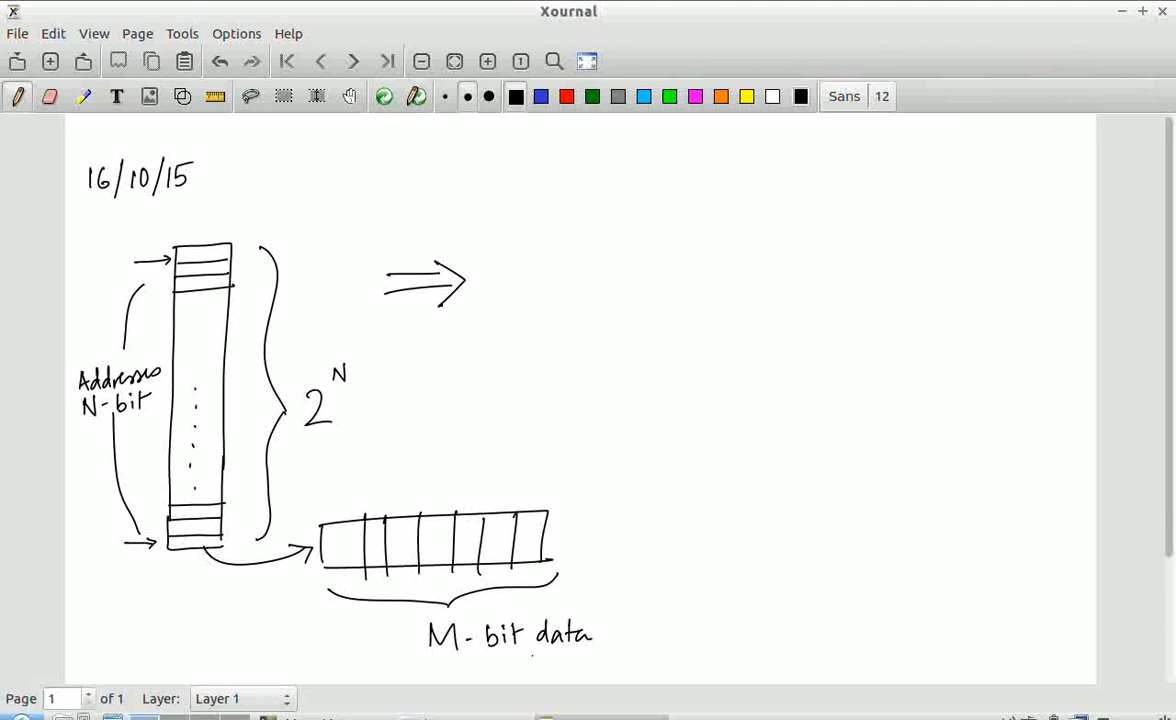 Xournal
File Edit View Page Tools Options Help
Sans 12
16/10/15
Addresses
N-bit
2^N
M-bit data
Page 1 of 1 Layer: Layer 1